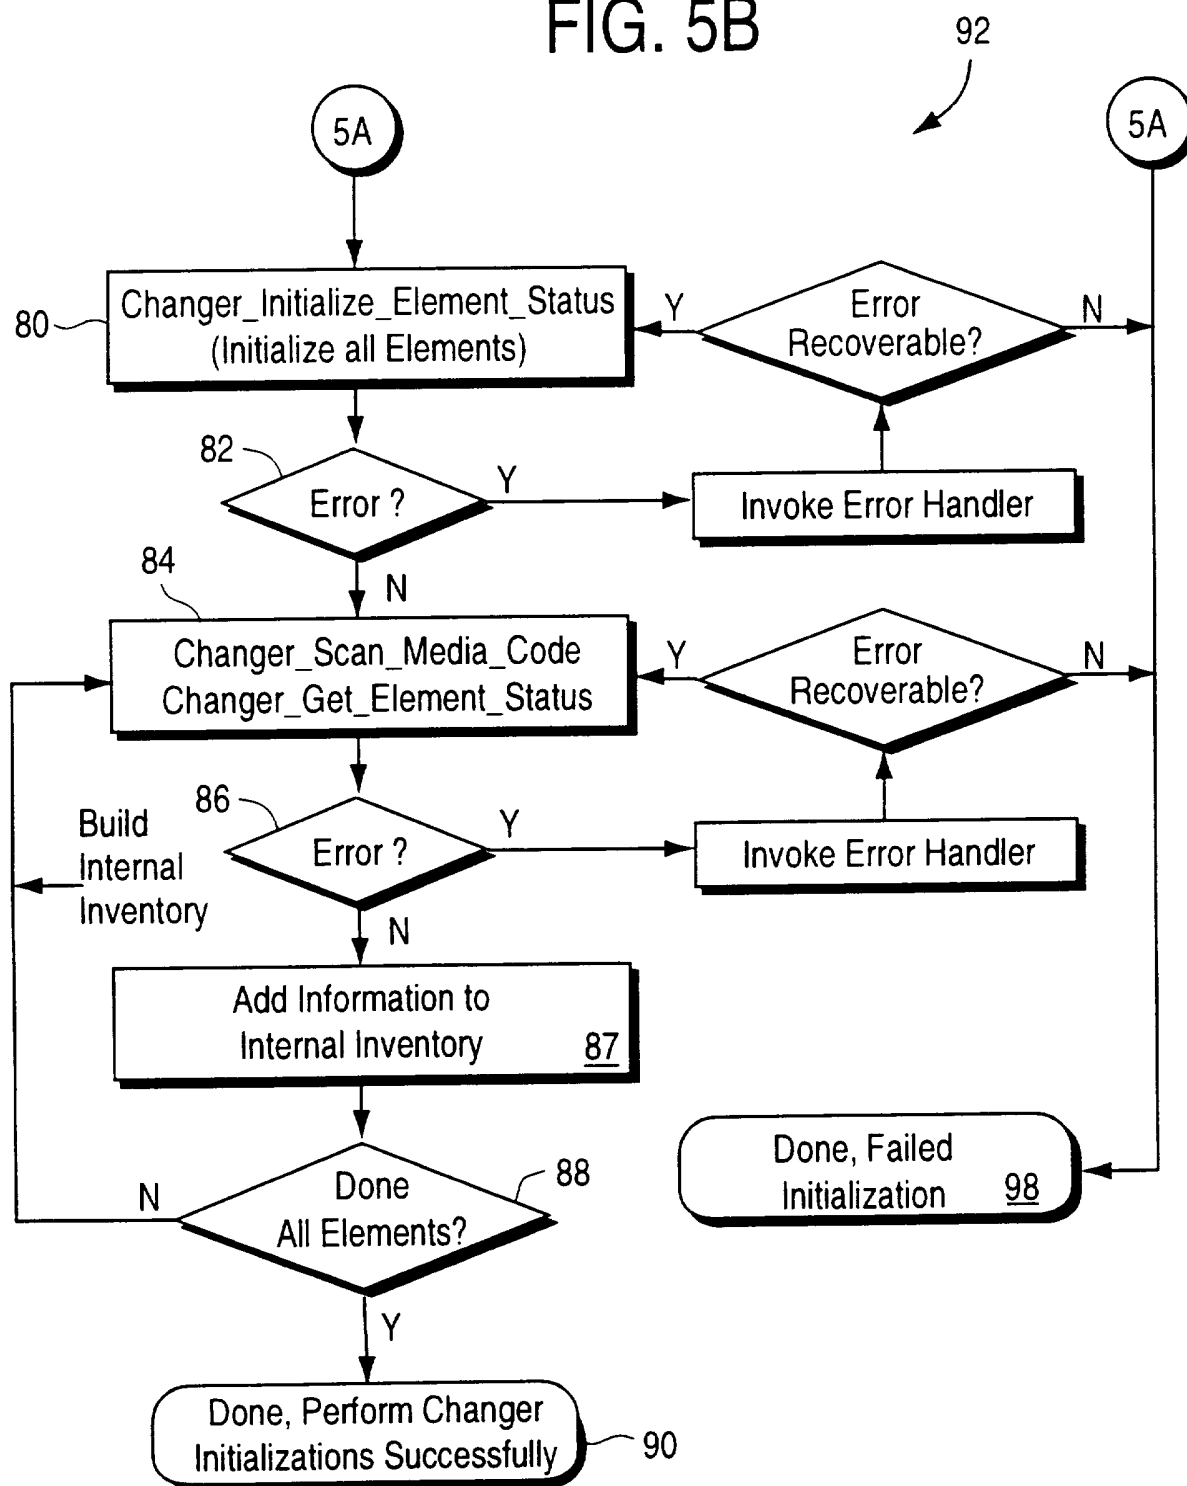 FIG. 5B
92
5A
5A
80
Changer_Initialize_Element_Status
(Initialize all Elements)
Y
Error
Recoverable?
N
82
Error ?
Y
Invoke Error Handler
N
84
Changer_Scan_Media_Code
Changer_Get_Element_Status
Y
Error
Recoverable?
N
86
Error ?
Y
Invoke Error Handler
Build
Internal
Inventory
N
Add Information to
Internal Inventory
87
Done
All Elements?
88
N
Y
Done, Failed
Initialization
98
Done, Perform Changer
Initializations Successfully
90